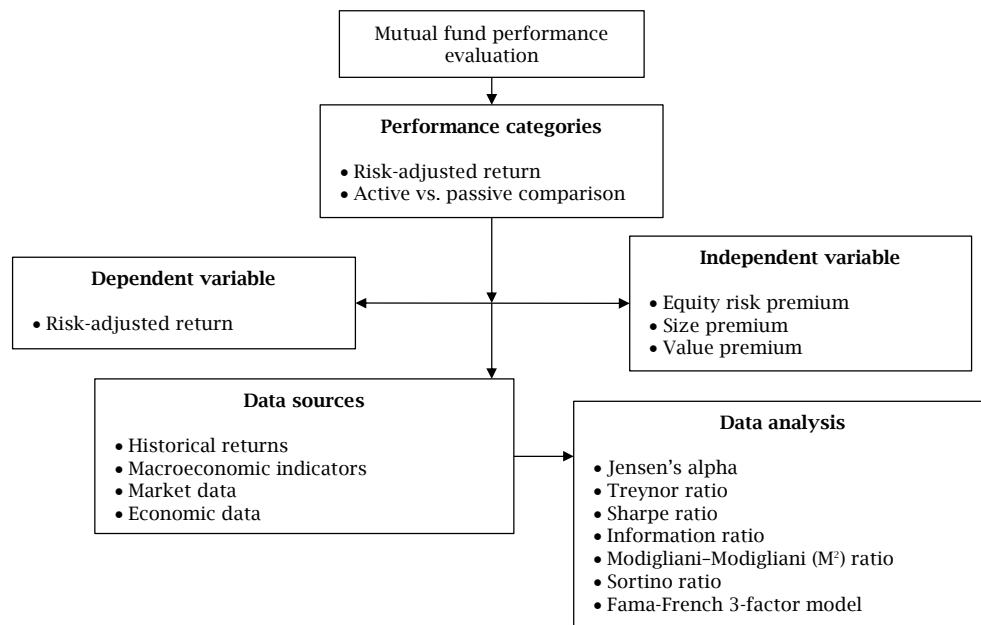 Mutual fund performance
evaluation
Performance categories
• Risk-adjusted return
• Active vs. passive comparison
Dependent variable
• Risk-adjusted return
Independent variable
• Equity risk premium
• Size premium
• Value premium
Data sources
• Historical returns
• Macroeconomic indicators
• Market data
• Economic data
Data analysis
• Jensen's alpha
• Treynor ratio
• Sharpe ratio
• Information ratio
• Modigliani–Modigliani (M²) ratio
• Sortino ratio
• Fama-French 3-factor model